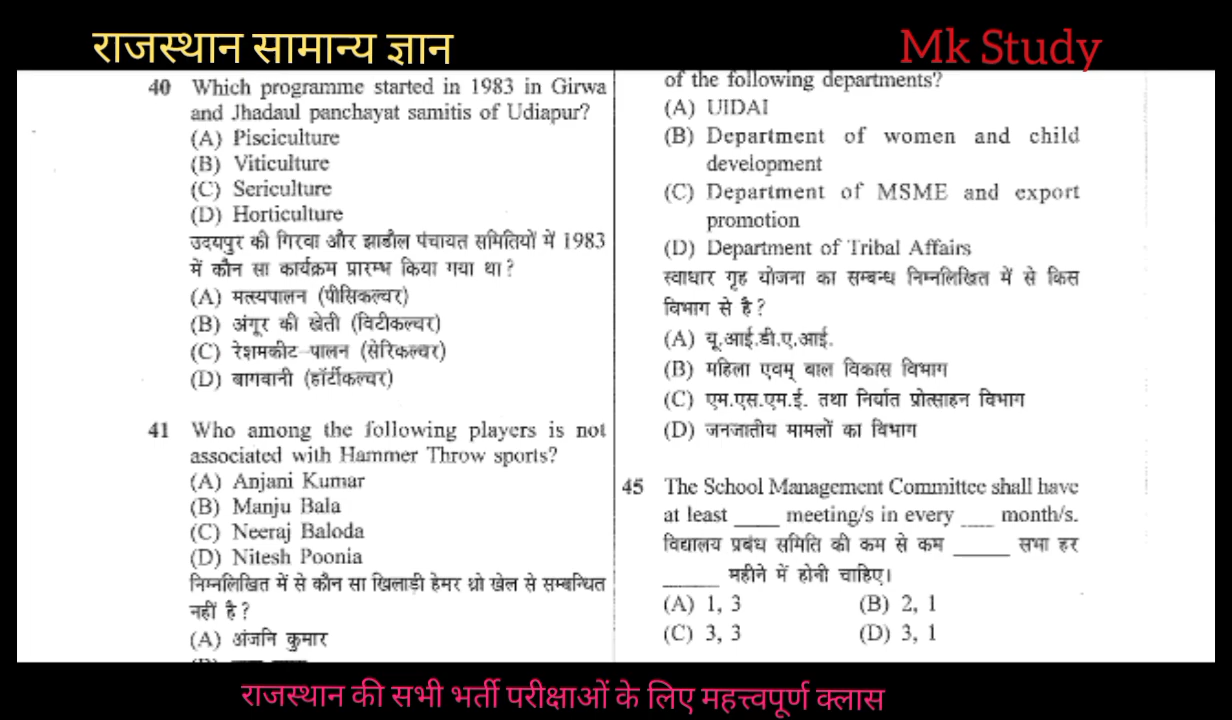 राजस्थान सामान्य ज्ञान
Mk Study
40 Which programme started in 1983 in Girwa
and Jhadaul panchayat samitis of Udiapur?
(A) Pisciculture
(B) Viticulture
(C) Sericulture
(D) Horticulture
उदयपुर की गिरवा और झाडौल पंचायत समितियों में 1983
में कौन सा कार्यक्रम प्रारम्भ किया गया था?
(A) मत्स्यपालन (पीसिकल्चर)
(B) अंगूर की खेती (विटीकल्चर)
(C) रेशमकीट-पालन (सेरिकल्चर)
(D) बागवानी (हॉर्टीकल्चर)
41 Who among the following players is not
associated with Hammer Throw sports?
(A) Anjani Kumar
(B) Manju Bala
(C) Neeraj Baloda
(D) Nitesh Poonia
निम्नलिखित में से कौन सा खिलाड़ी हेमर थ्रो खेल से सम्बन्धित
नहीं है?
(A) अंजनि कुमार
of the following departments?
(A) UIDAI
(B) Department of women and child
development
(C) Department of MSME and export
promotion
(D) Department of Tribal Affairs
स्वाधार गृह योजना का सम्बन्ध निम्नलिखित में से किस
विभाग से है?
(A) यू.आई.डी.ए.आई.
(B) महिला एवम् बाल विकास विभाग
(C) एम.एस.एम.ई. तथा निर्यात प्रोत्साहन विभाग
(D) जनजातीय मामलों का विभाग
45 The School Management Committee shall have
at least ____ meeting/s in every ____ month/s.
विद्यालय प्रबंध समिति की कम से कम ______ सभा हर
______ महीने में होनी चाहिए।
(A) 1, 3 (B) 2, 1
(C) 3, 3 (D) 3, 1
राजस्थान की सभी भर्ती परीक्षाओं के लिए महत्त्वपूर्ण क्लास